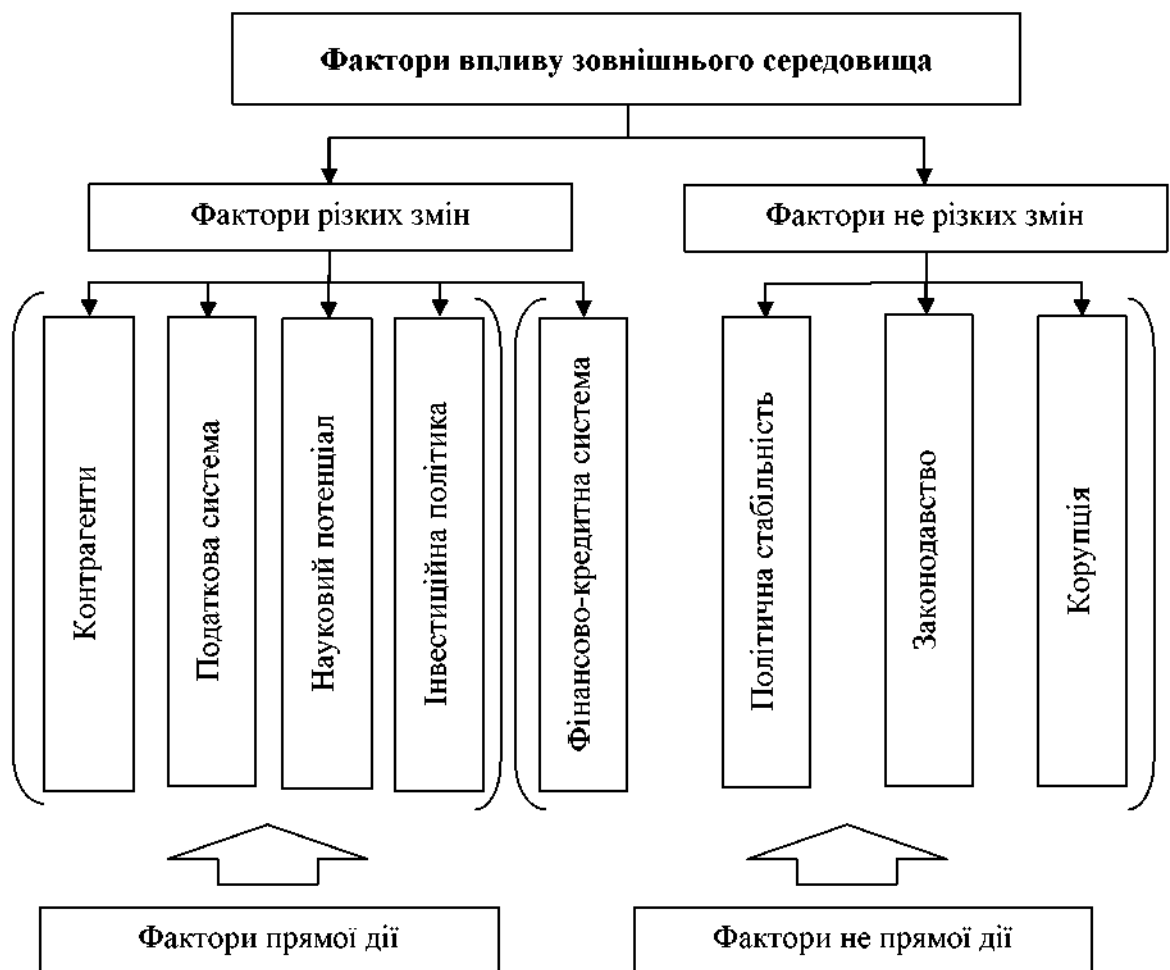 Фактори впливу зовнішнього середовища
Фактори різких змін
Фактори не різких змін
Контрагенти
Податкова система
Науковий потенціал
Інвестиційна політика
Фінансово-кредитна система
Політична стабільність
Законодавство
Корупція
Фактори прямої дії
Фактори не прямої дії